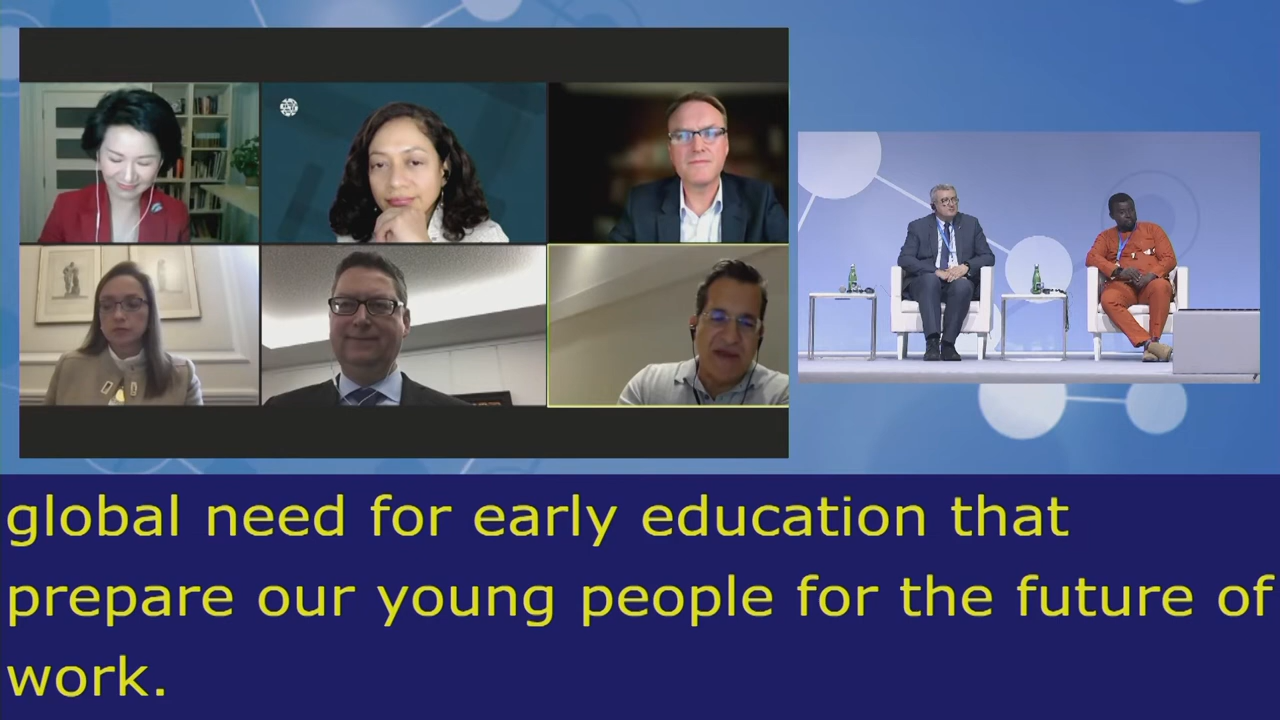 global need for early education that
prepare our young people for the future of
work.